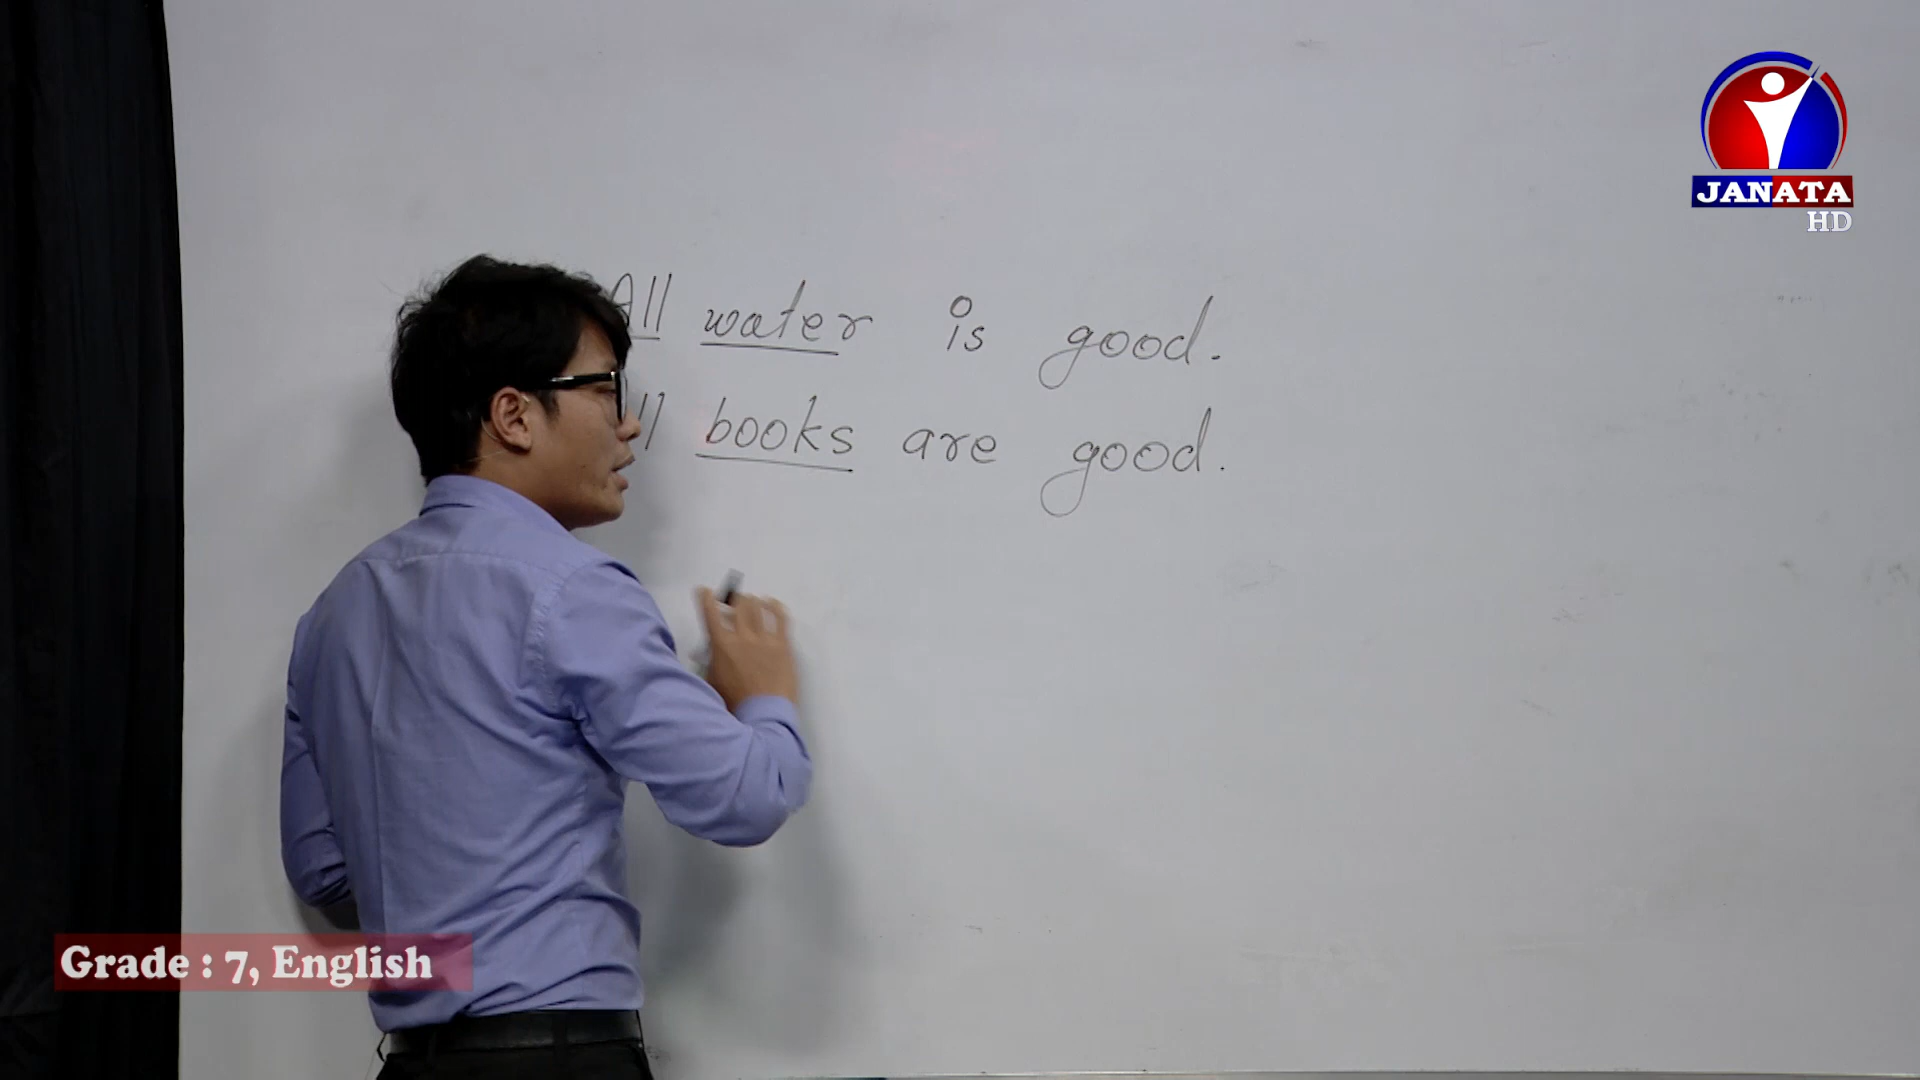 JANATA
HD
All water is good.
books are good.
Grade : 7, English